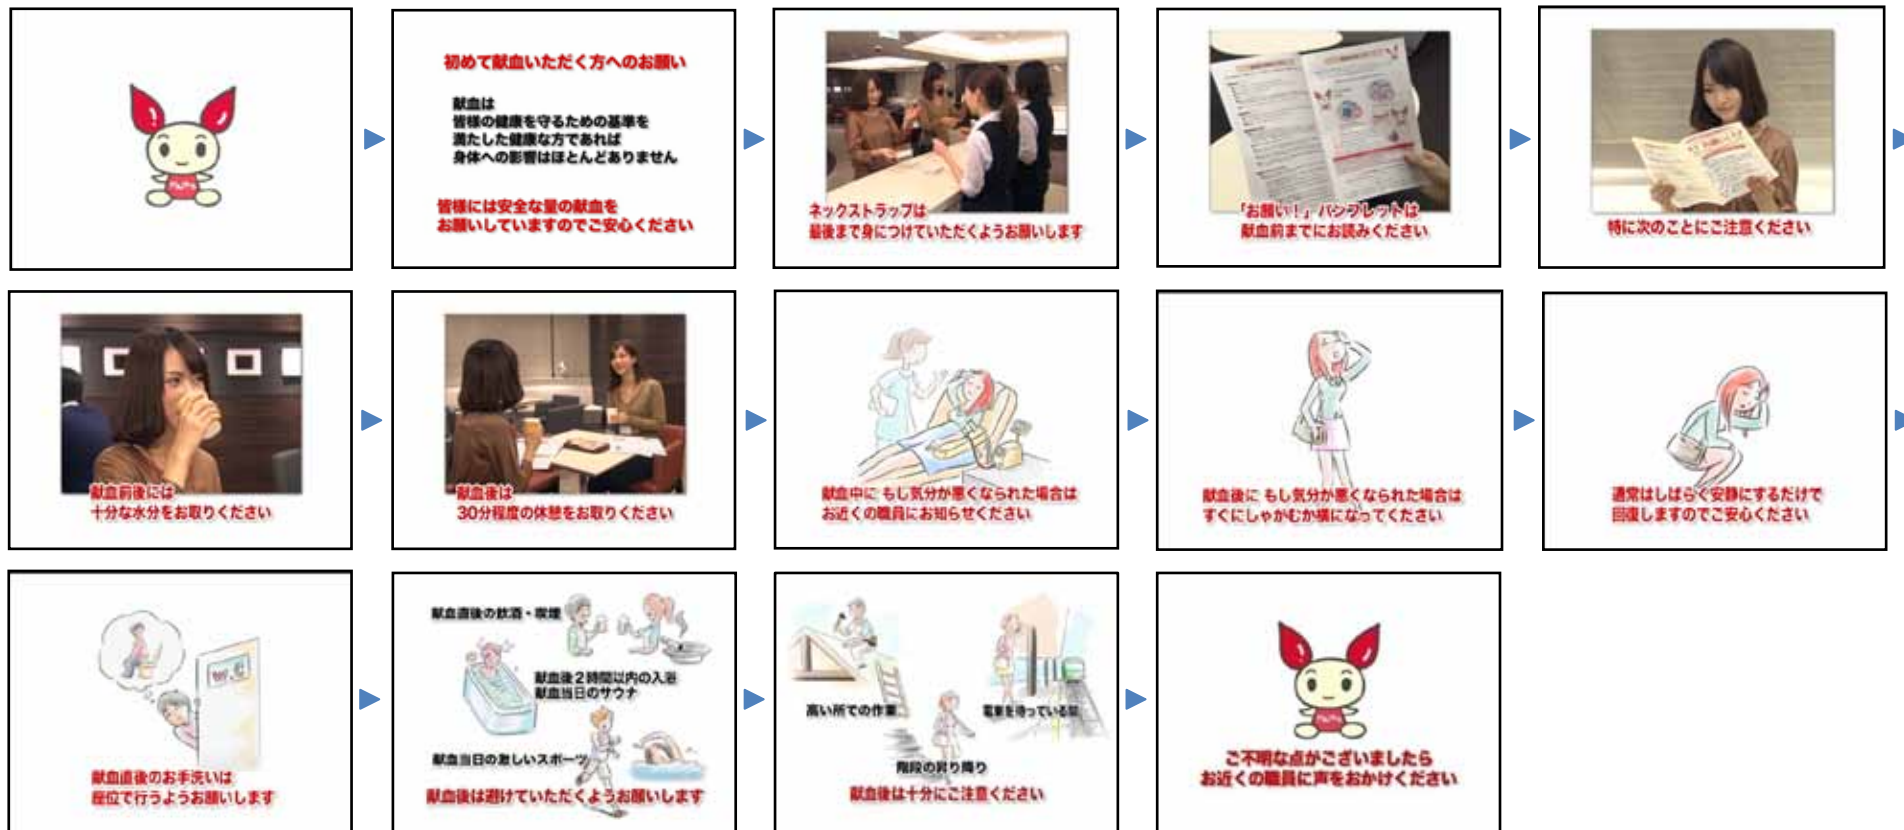 初めて献血いただく方へのお願い
献血は
皆様の健康を守るための基準を
満たした健康な方であれば
身体への影響はほとんどありません
皆様には安全な量の献血を
お願いしていますのでご安心ください
ネックストラップは
最後まで身につけていただくようお願いします
「お願い！」パンフレットは
献血前までにお読みください
特に次のことにご注意ください
献血前後には
十分な水分をお取りください
献血後は
30分程度の休憩をお取りください
献血中に もし気分が悪くなられた場合は
お近くの職員にお知らせください
献血後に もし気分が悪くなられた場合は
すぐにしゃがむか横になってください
通常はしばらく安静にするだけで
回復しますのでご安心ください
献血直後のお手洗いは
座位で行うようお願いします
献血直後の飲酒・喫煙
献血後2時間以内の入浴
献血当日のサウナ
献血当日の激しいスポーツ
献血後は避けていただくようお願いします
高い所での作業
電車を待っている間
階段の昇り降り
献血後は十分にご注意ください
ご不明な点がございましたら
お近くの職員に声をおかけください